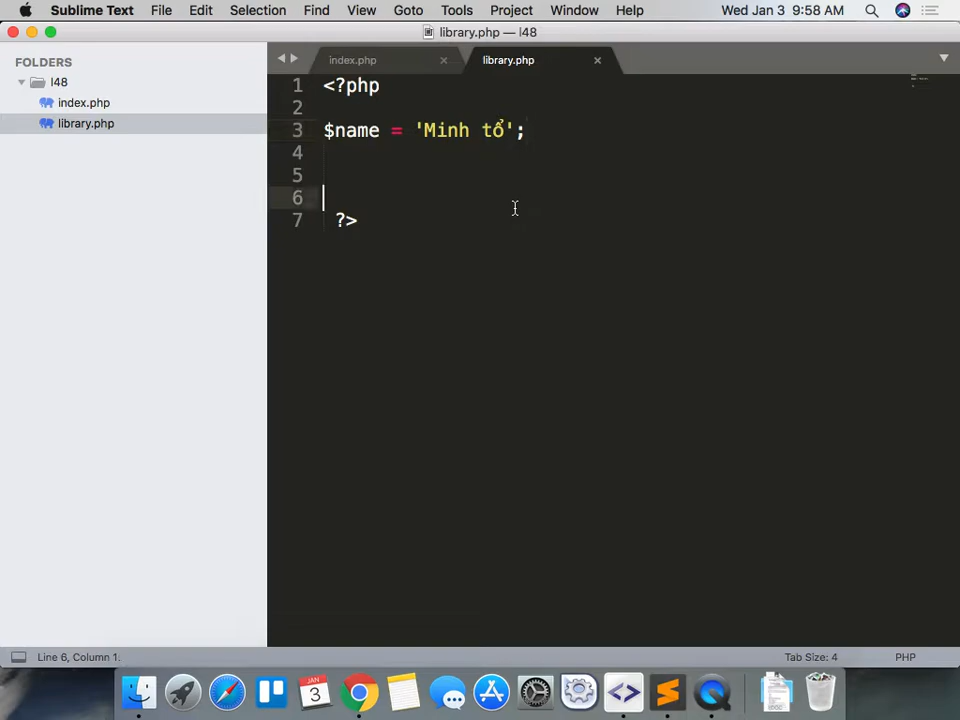 Sublime Text File Edit Selection Find View Goto Tools Project Window Help Wed Jan 3 9:58 AM
library.php — l48
FOLDERS
l48
index.php
library.php
index.php × library.php ×
1 <?php
2
3 $name = 'Minh tổ';
4
5
6
7 ?>
Line 6, Column 1 Tab Size: 4 PHP
JAN
3